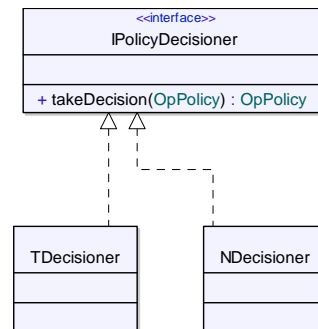 <<interface>>
IPolicyDecisioner
+ takeDecision(OpPolicy) : OpPolicy
TDecisioner
NDecisioner